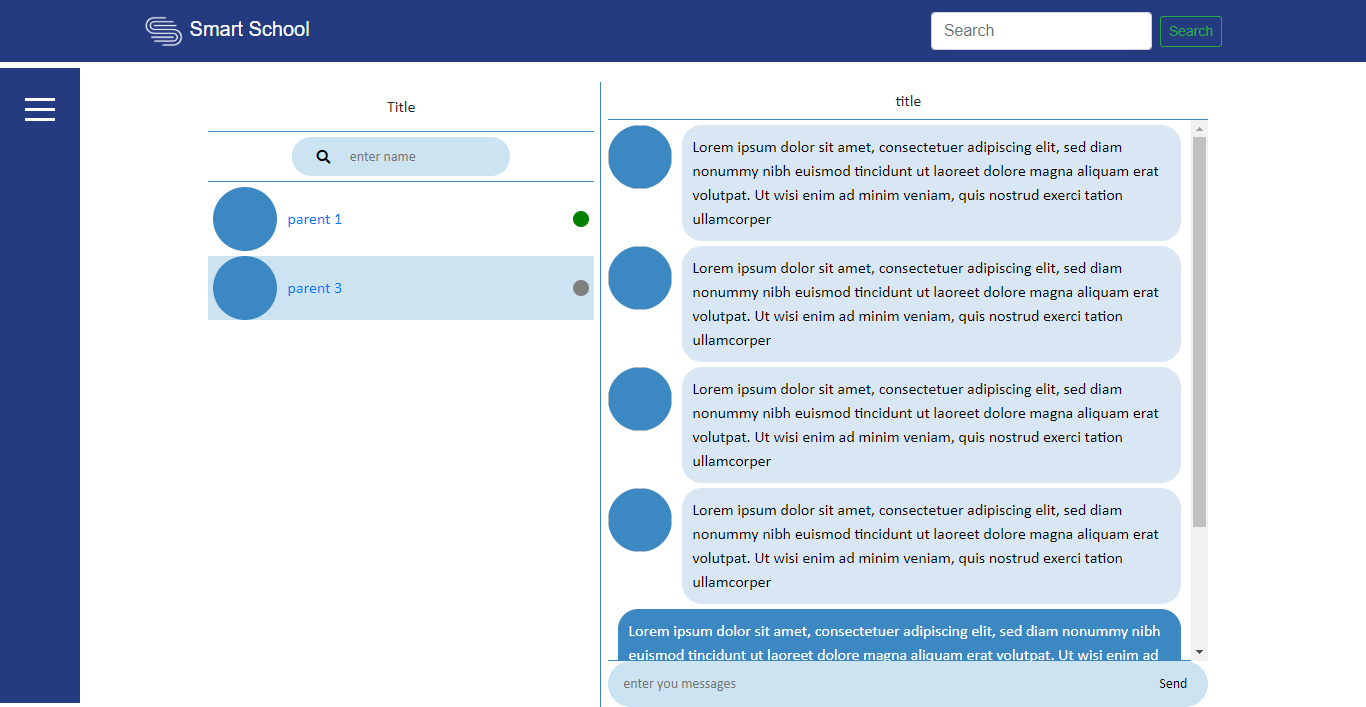 Smart School
Search
Search
Title
enter name
parent 1
parent 3
title
Lorem ipsum dolor sit amet, consectetuer adipiscing elit, sed diam
nonummy nibh euismod tincidunt ut laoreet dolore magna aliquam erat
volutpat. Ut wisi enim ad minim veniam, quis nostrud exerci tation
ullamcorper
Lorem ipsum dolor sit amet, consectetuer adipiscing elit, sed diam
nonummy nibh euismod tincidunt ut laoreet dolore magna aliquam erat
volutpat. Ut wisi enim ad minim veniam, quis nostrud exerci tation
ullamcorper
Lorem ipsum dolor sit amet, consectetuer adipiscing elit, sed diam
nonummy nibh euismod tincidunt ut laoreet dolore magna aliquam erat
volutpat. Ut wisi enim ad minim veniam, quis nostrud exerci tation
ullamcorper
Lorem ipsum dolor sit amet, consectetuer adipiscing elit, sed diam
nonummy nibh euismod tincidunt ut laoreet dolore magna aliquam erat
volutpat. Ut wisi enim ad minim veniam, quis nostrud exerci tation
ullamcorper
Lorem ipsum dolor sit amet, consectetuer adipiscing elit, sed diam nonummy nibh
euismod tincidunt ut laoreet dolore magna aliquam erat volutpat. Ut wisi enim ad
enter you messages
Send